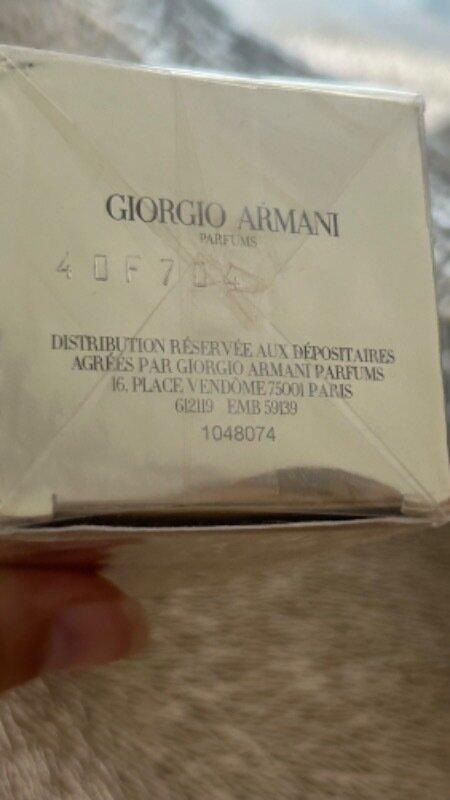 GIORGIO ARMANI
PARFUMS
40F704
DISTRIBUTION RÉSERVÉE AUX DÉPOSITAIRES
AGRÉÉS PAR GIORGIO ARMANI PARFUMS
16, PLACE VENDÔME 75001 PARIS
612119 EMB 59139
1048074